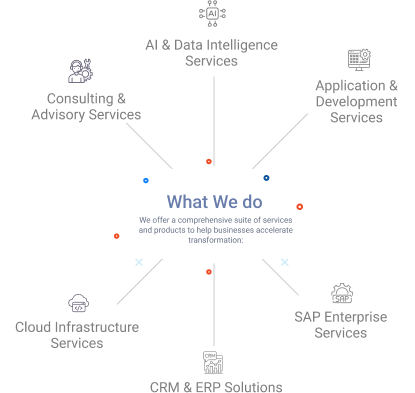 AI
AI & Data Intelligence
Services
Consulting &
Advisory Services
Application &
Development
Services
What We do
We offer a comprehensive suite of services
and products to help businesses accelerate
transformation:
Cloud Infrastructure
Services
SAP
SAP Enterprise
Services
CRM
CRM & ERP Solutions